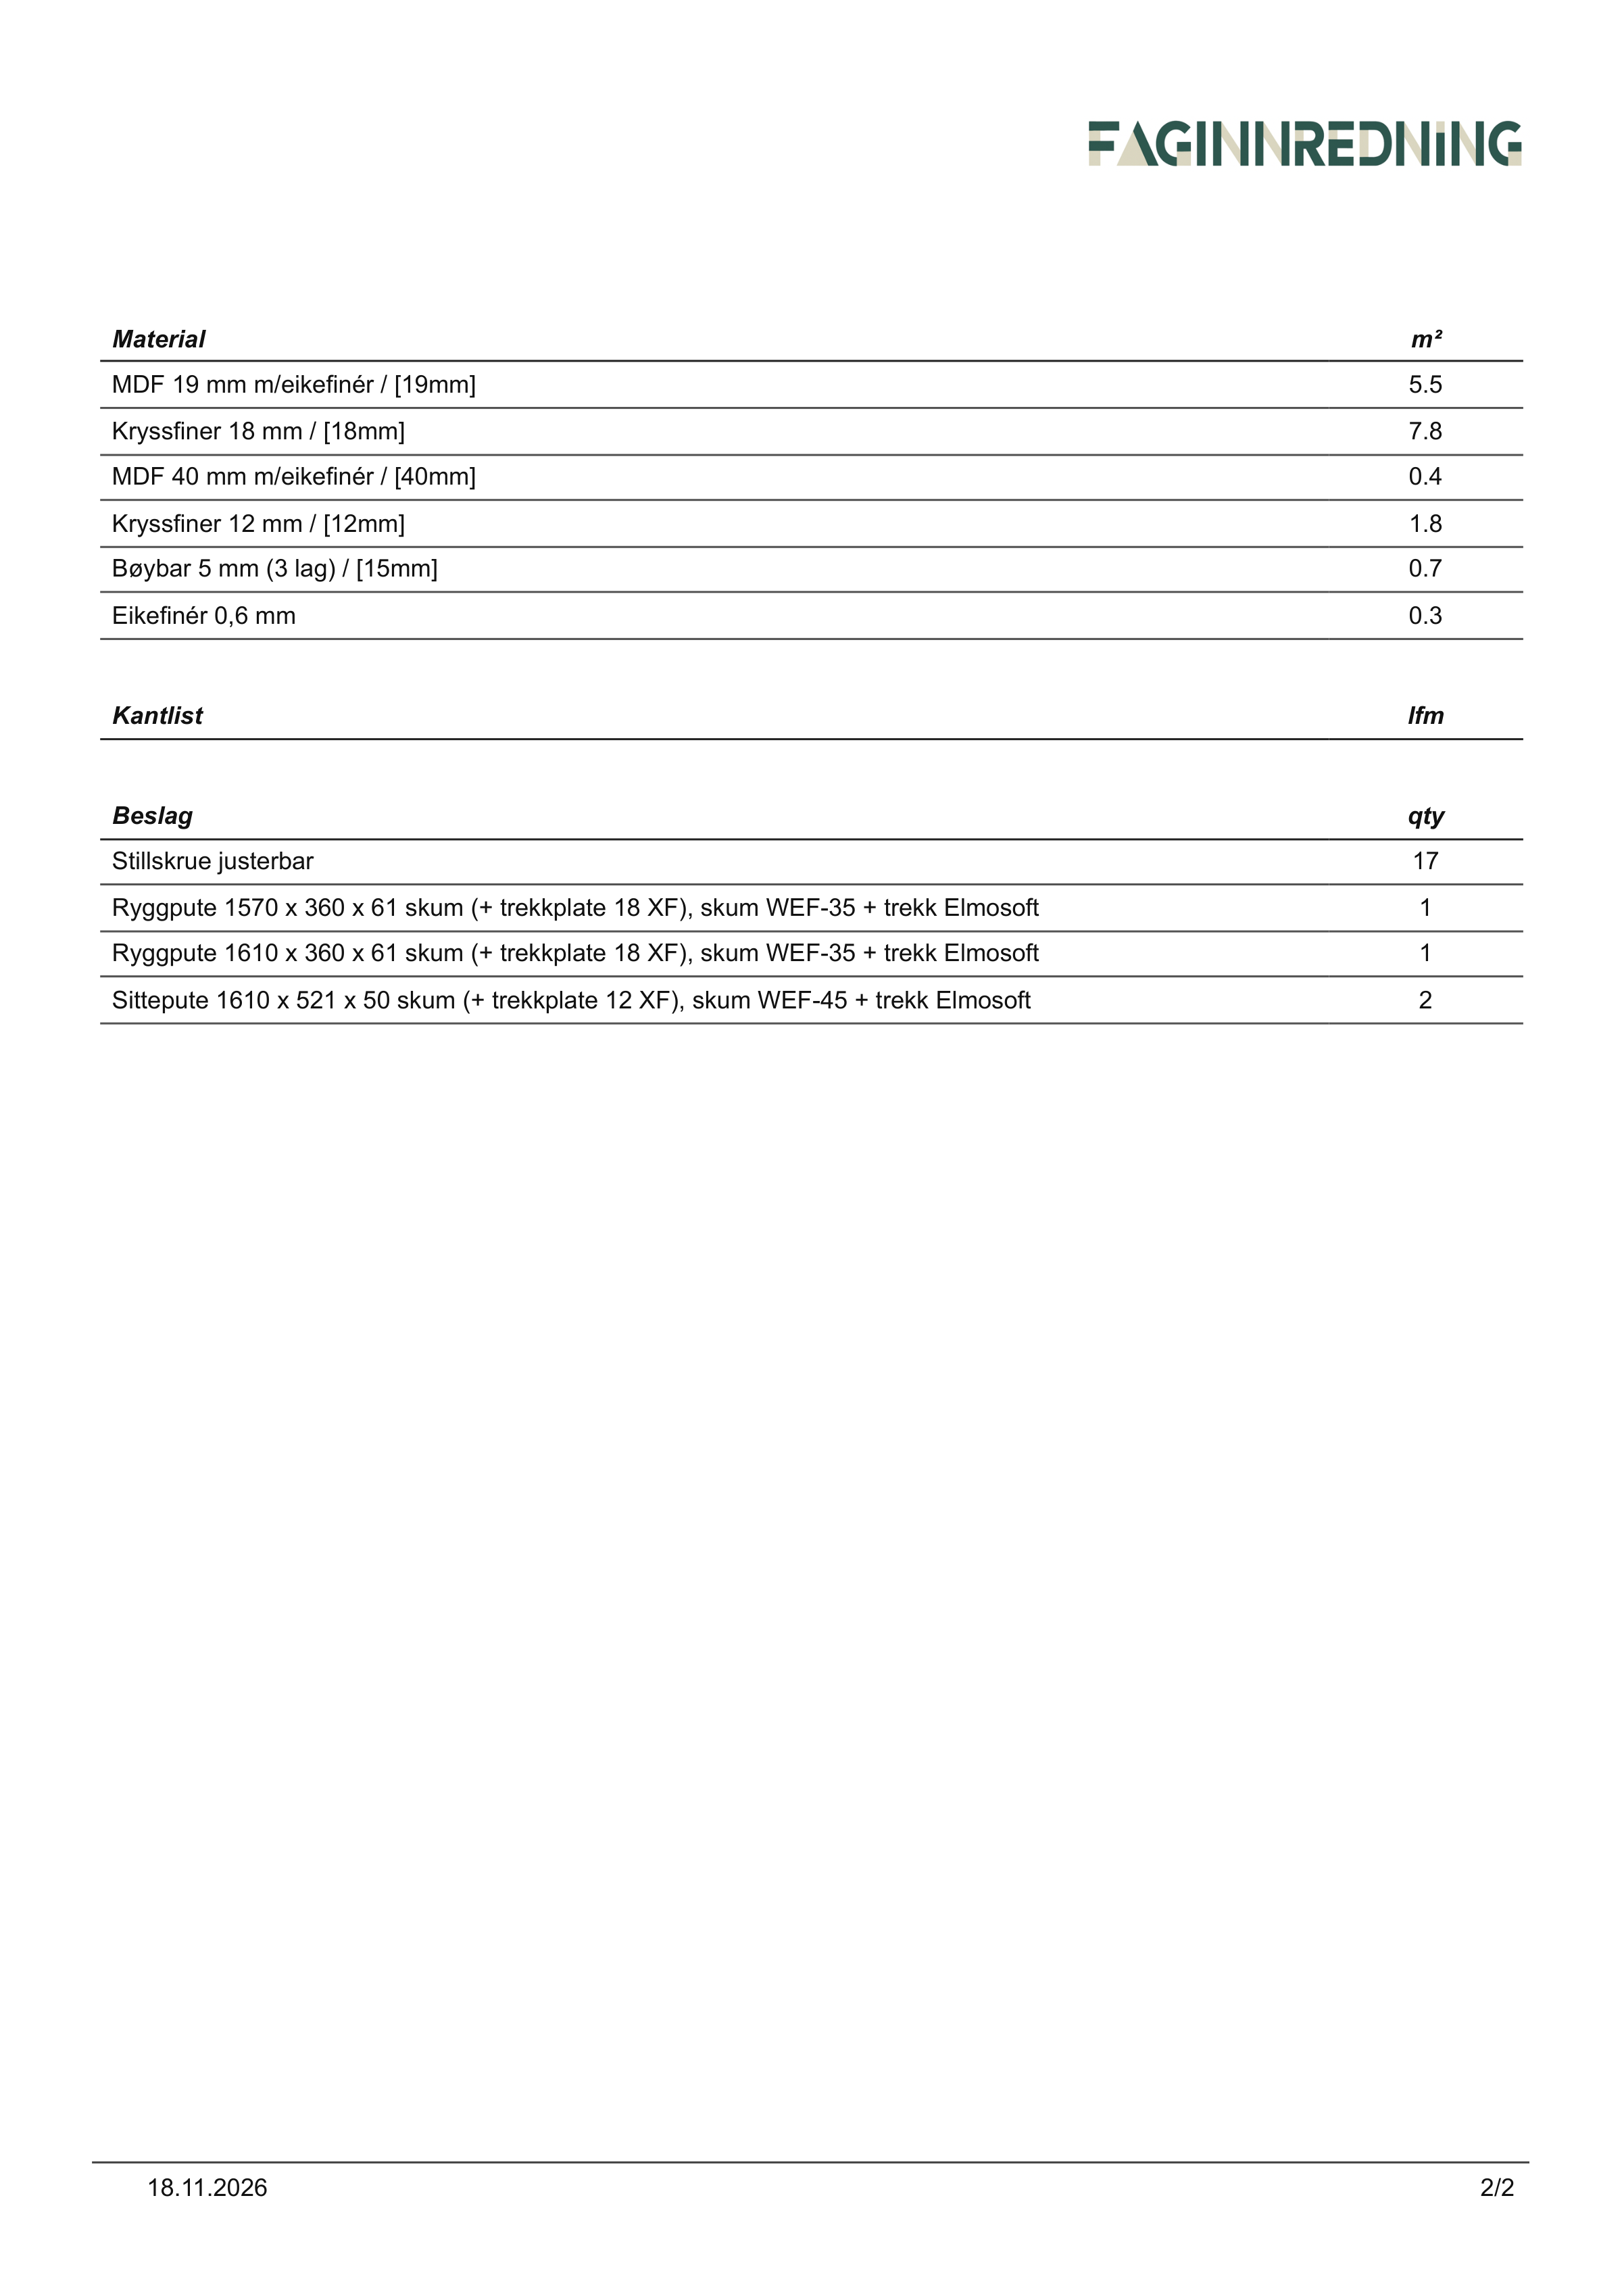 FAGINNREDNING
Material m²
MDF 19 mm m/eikefinér / [19mm] 5.5
Kryssfiner 18 mm / [18mm] 7.8
MDF 40 mm m/eikefinér / [40mm] 0.4
Kryssfiner 12 mm / [12mm] 1.8
Bøybar 5 mm (3 lag) / [15mm] 0.7
Eikefinér 0,6 mm 0.3
Kantlist lfm
Beslag qty
Stillskrue justerbar 17
Ryggpute 1570 x 360 x 61 skum (+ trekkplate 18 XF), skum WEF-35 + trekk Elmosoft 1
Ryggpute 1610 x 360 x 61 skum (+ trekkplate 18 XF), skum WEF-35 + trekk Elmosoft 1
Sittepute 1610 x 521 x 50 skum (+ trekkplate 12 XF), skum WEF-45 + trekk Elmosoft 2
18.11.2026 2/2